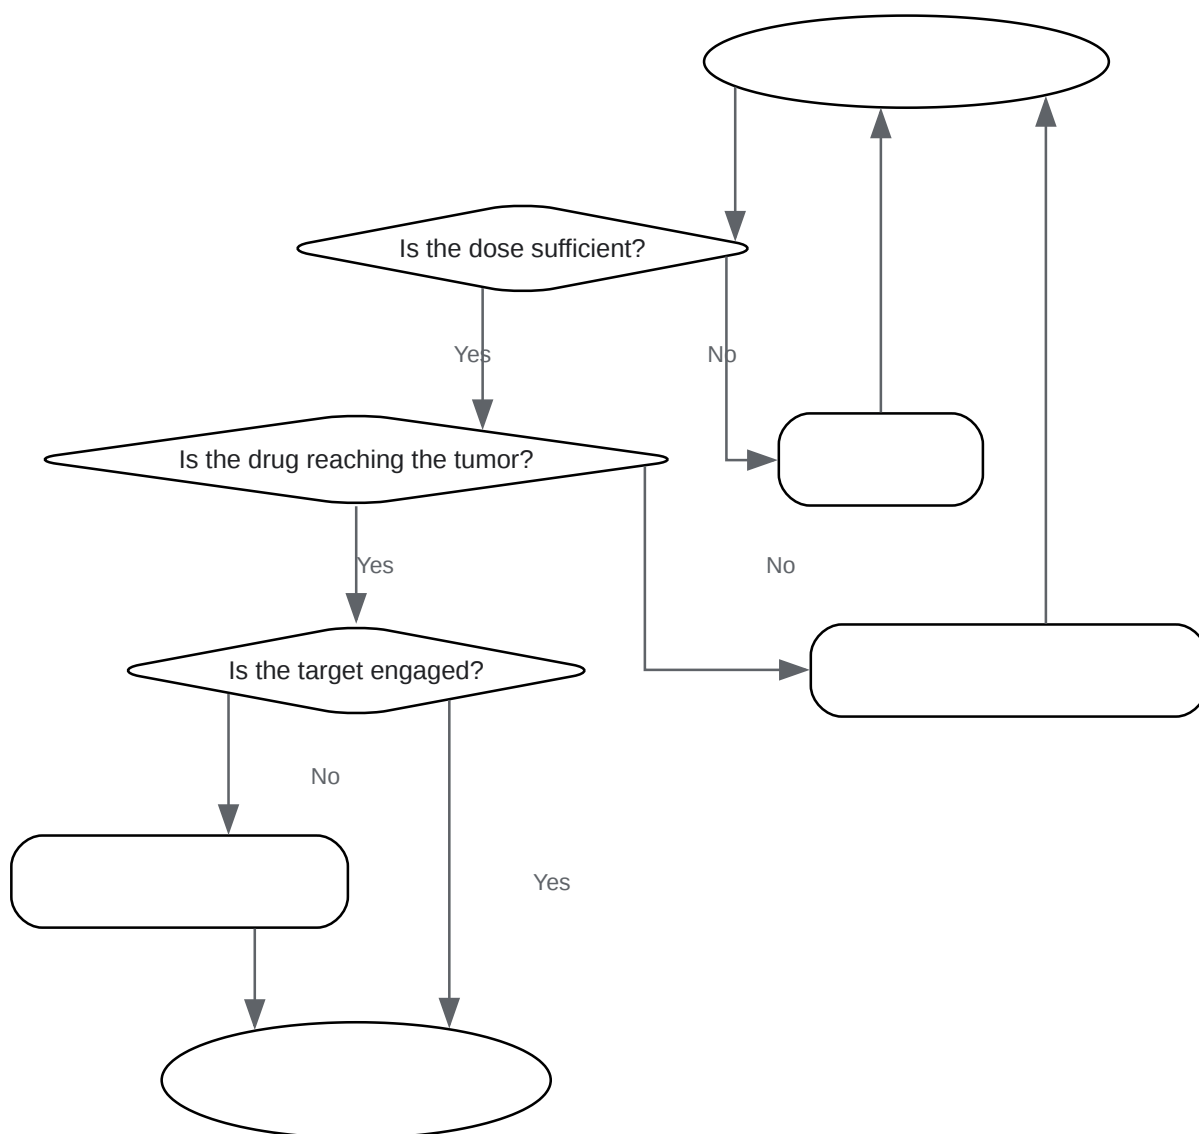 Is the dose sufficient?
Yes
No
Is the drug reaching the tumor?
Yes
No
Is the target engaged?
No
Yes